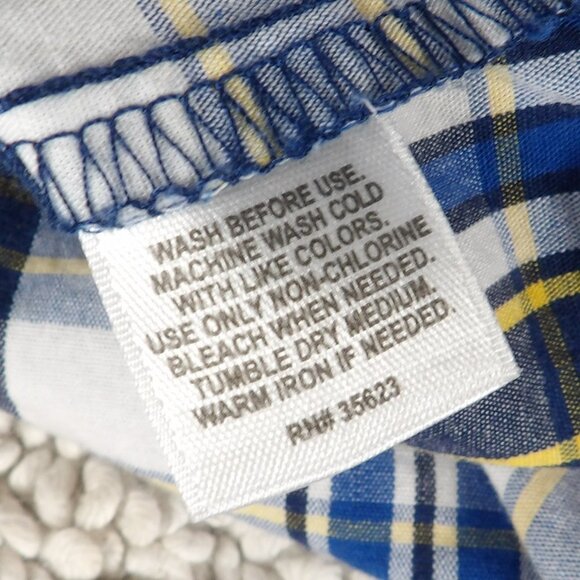 WASH BEFORE USE.
MACHINE WASH COLD
WITH LIKE COLORS.
USE ONLY NON-CHLORINE
BLEACH WHEN NEEDED.
TUMBLE DRY MEDIUM.
WARM IRON IF NEEDED.
RN# 35623